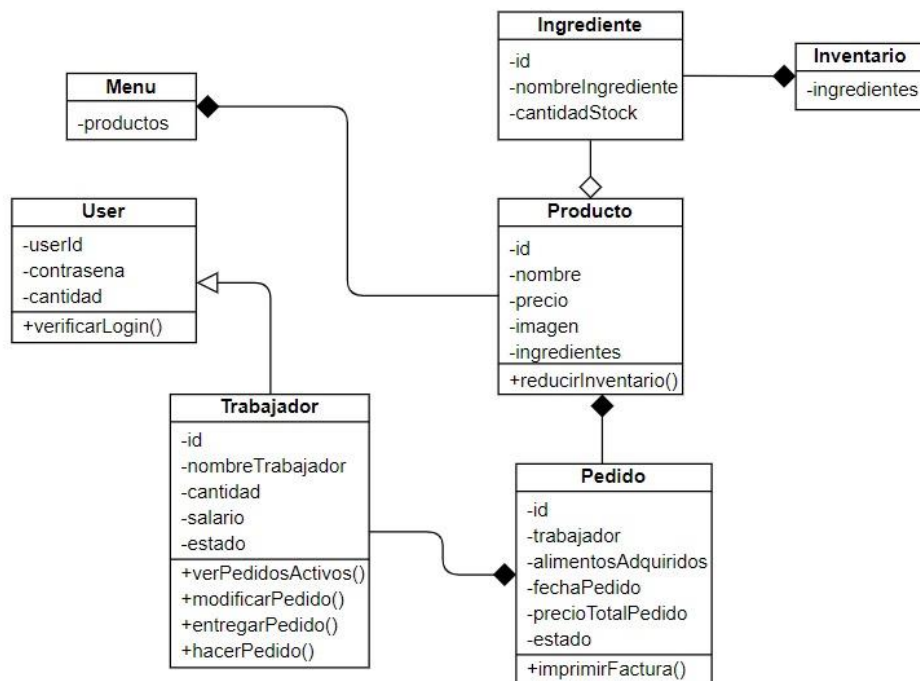 Ingrediente
-id
-nombreIngrediente
-cantidadStock
Inventario
-ingredientes
Menu
-productos
User
-userId
-contrasena
-cantidad
+verificarLogin()
Producto
-id
-nombre
-precio
-imagen
-ingredientes
+reducirInventario()
Trabajador
-id
-nombreTrabajador
-cantidad
-salario
-estado
+verPedidosActivos()
+modificarPedido()
+entregarPedido()
+hacerPedido()
Pedido
-id
-trabajador
-alimentosAdquiridos
-fechaPedido
-precioTotalPedido
-estado
+imprimirFactura()